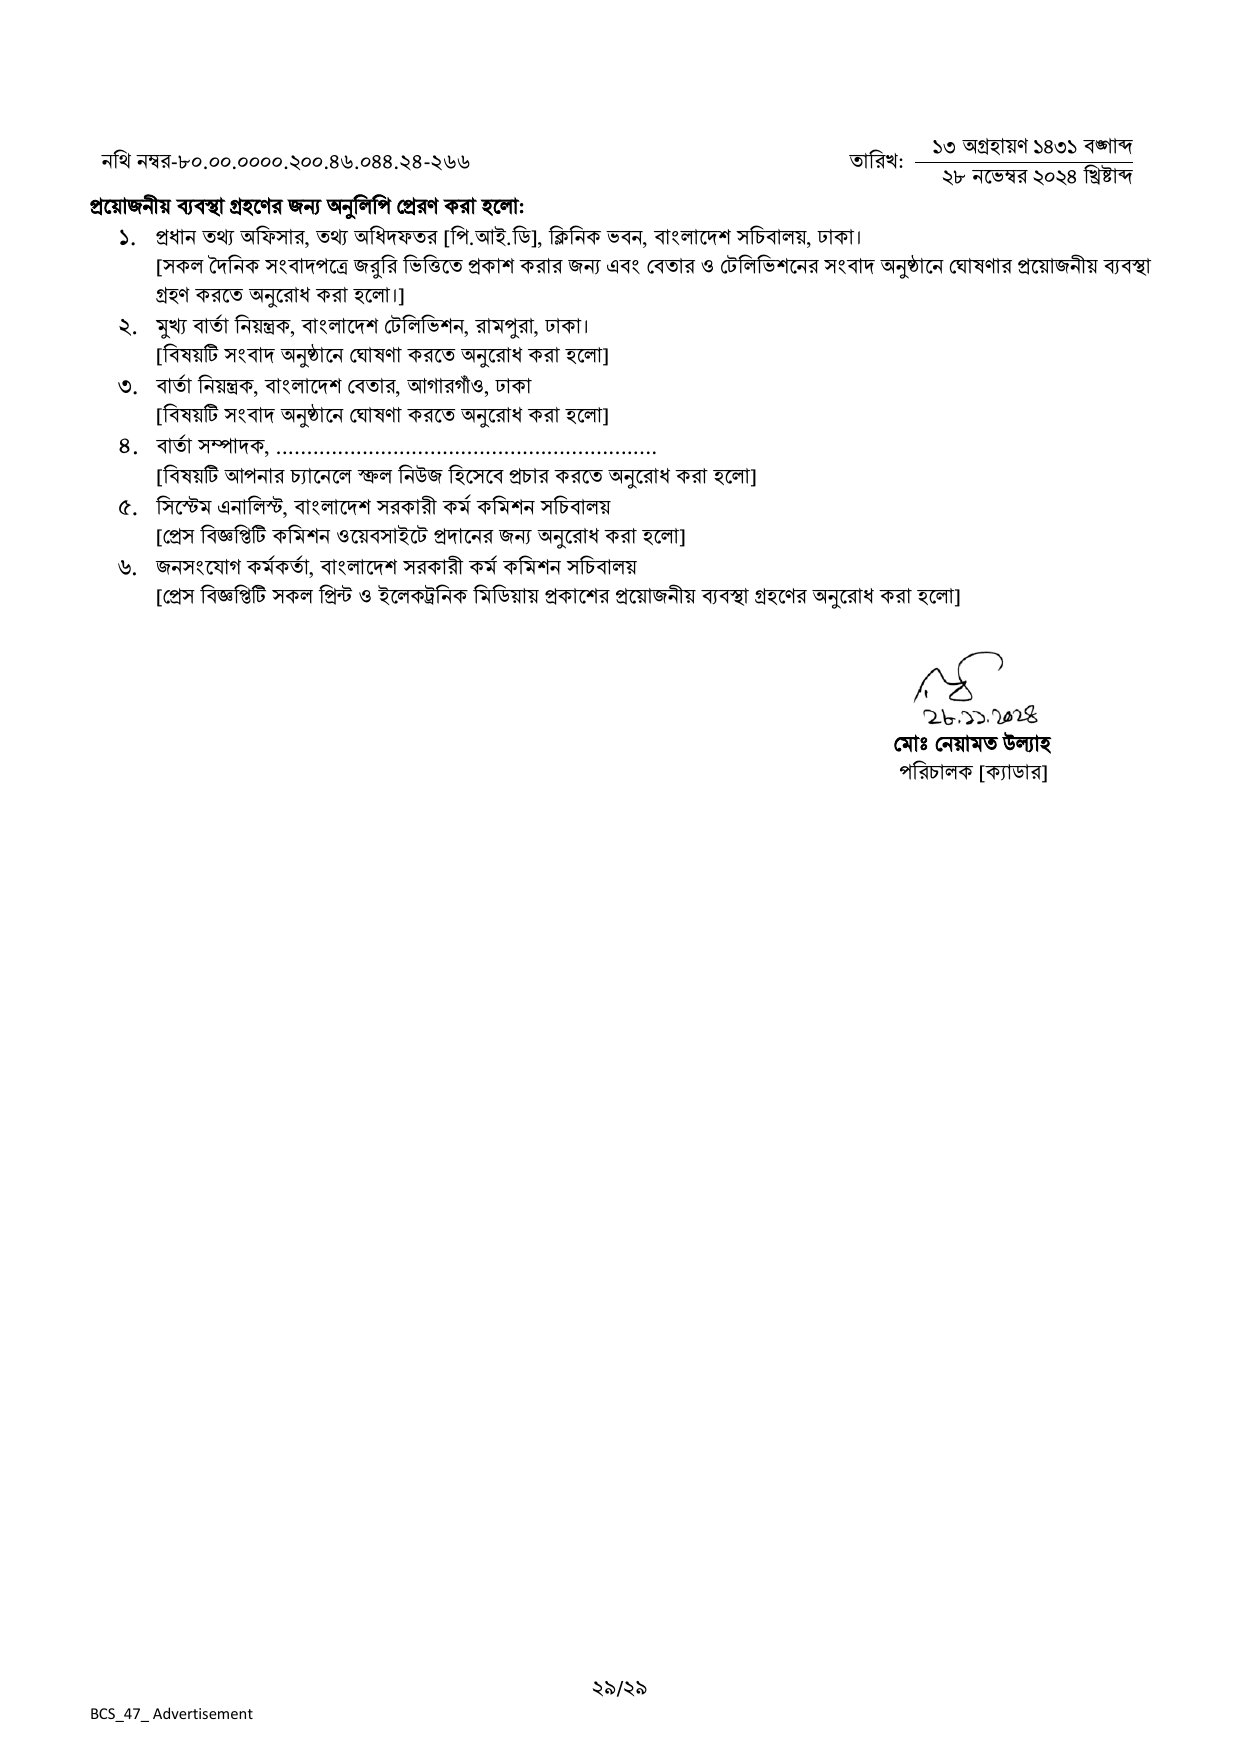 নথি নম্বর-৮০.০০.০০০০.২০০.৪৬.০৪৪.২৪-২৬৬
তারিখ: ১৩ অগ্রহায়ণ ১৪৩১ বঙ্গাব্দ
২৮ নভেম্বর ২০২৪ খ্রিষ্টাব্দ
প্রয়োজনীয় ব্যবস্থা গ্রহণের জন্য অনুলিপি প্রেরণ করা হলো:
১. প্রধান তথ্য অফিসার, তথ্য অধিদফতর [পি.আই.ডি], ক্লিনিক ভবন, বাংলাদেশ সচিবালয়, ঢাকা।
[সকল দৈনিক সংবাদপত্রে জরুরি ভিত্তিতে প্রকাশ করার জন্য এবং বেতার ও টেলিভিশনের সংবাদ অনুষ্ঠানে ঘোষণার প্রয়োজনীয় ব্যবস্থা
গ্রহণ করতে অনুরোধ করা হলো।]
২. মুখ্য বার্তা নিয়ন্ত্রক, বাংলাদেশ টেলিভিশন, রামপুরা, ঢাকা।
[বিষয়টি সংবাদ অনুষ্ঠানে ঘোষণা করতে অনুরোধ করা হলো]
৩. বার্তা নিয়ন্ত্রক, বাংলাদেশ বেতার, আগারগাঁও, ঢাকা
[বিষয়টি সংবাদ অনুষ্ঠানে ঘোষণা করতে অনুরোধ করা হলো]
৪. বার্তা সম্পাদক, ..............................................................
[বিষয়টি আপনার চ্যানেলে স্ক্রল নিউজ হিসেবে প্রচার করতে অনুরোধ করা হলো]
৫. সিস্টেম এনালিস্ট, বাংলাদেশ সরকারী কর্ম কমিশন সচিবালয়
[প্রেস বিজ্ঞপ্তিটি কমিশন ওয়েবসাইটে প্রদানের জন্য অনুরোধ করা হলো]
৬. জনসংযোগ কর্মকর্তা, বাংলাদেশ সরকারী কর্ম কমিশন সচিবালয়
[প্রেস বিজ্ঞপ্তিটি সকল প্রিন্ট ও ইলেকট্রনিক মিডিয়ায় প্রকাশের প্রয়োজনীয় ব্যবস্থা গ্রহণের অনুরোধ করা হলো]
২৮.১১.২০২৪
মোঃ নেয়ামত উল্যাহ
পরিচালক [ক্যাডার]
২৯/২৯
BCS_47_ Advertisement